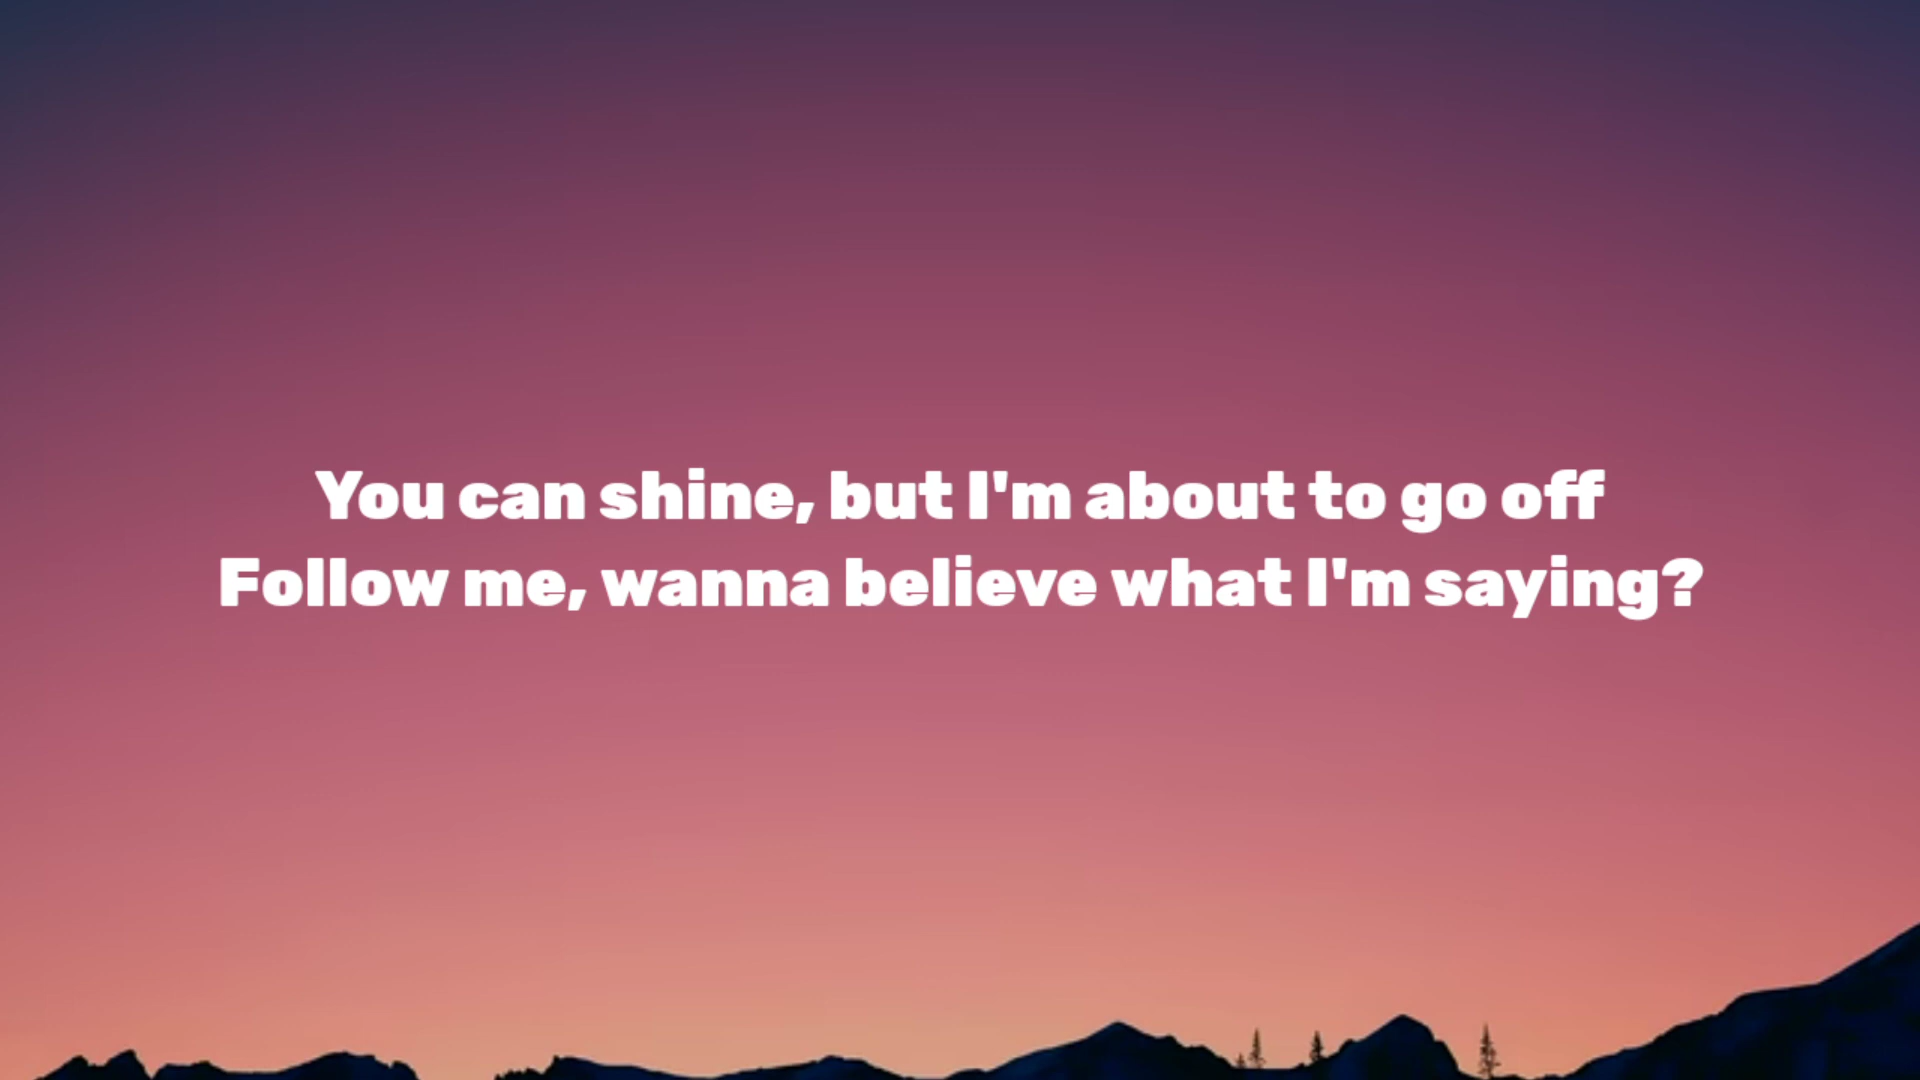 You can shine, but I'm about to go off
Follow me, wanna believe what I'm saying?